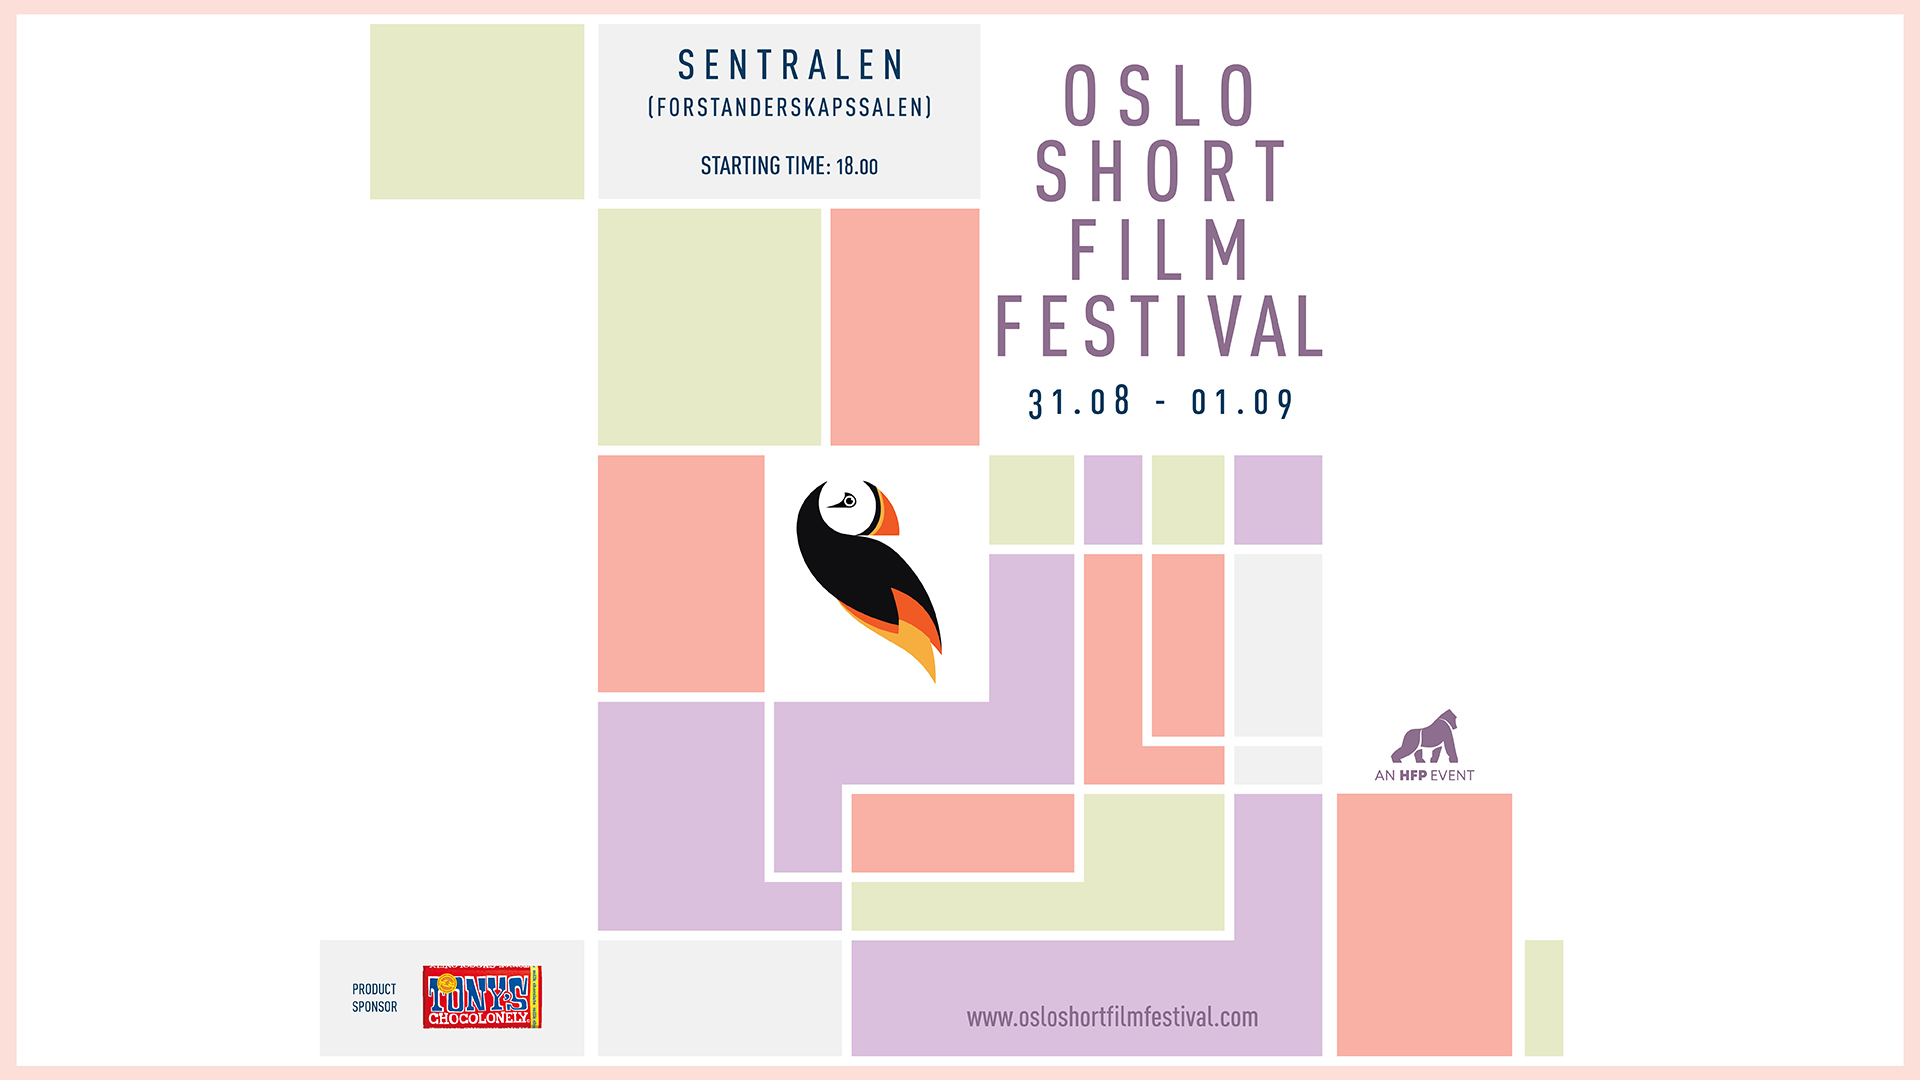 SENTRALEN
(FORSTANDERSKAPSSALEN)
STARTING TIME: 18.00
OSLO
SHORT
FILM
FESTIVAL
31.08 - 01.09
AN HFP EVENT
PRODUCT
SPONSOR
TONY'S
CHOCOLONELY
www.osloshortfilmfestival.com